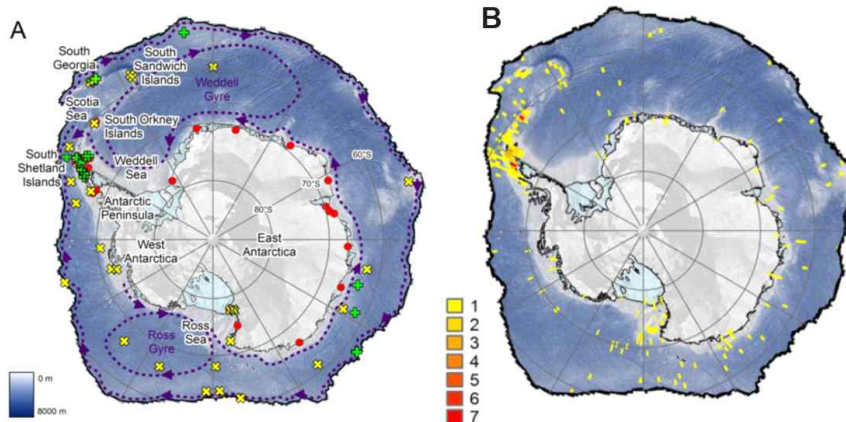 A
South
Georgia
South
Sandwich
Islands
Weddell
Gyre
Scotia
Sea
South Orkney
Islands
South
Shetland
Islands
Weddell
Sea
60°S
70°S
80°S
Antarctic
Peninsula
West
Antarctica
East
Antarctica
Ross
Sea
Ross
Gyre
0 m
8000 m
B
1
2
3
4
5
6
7